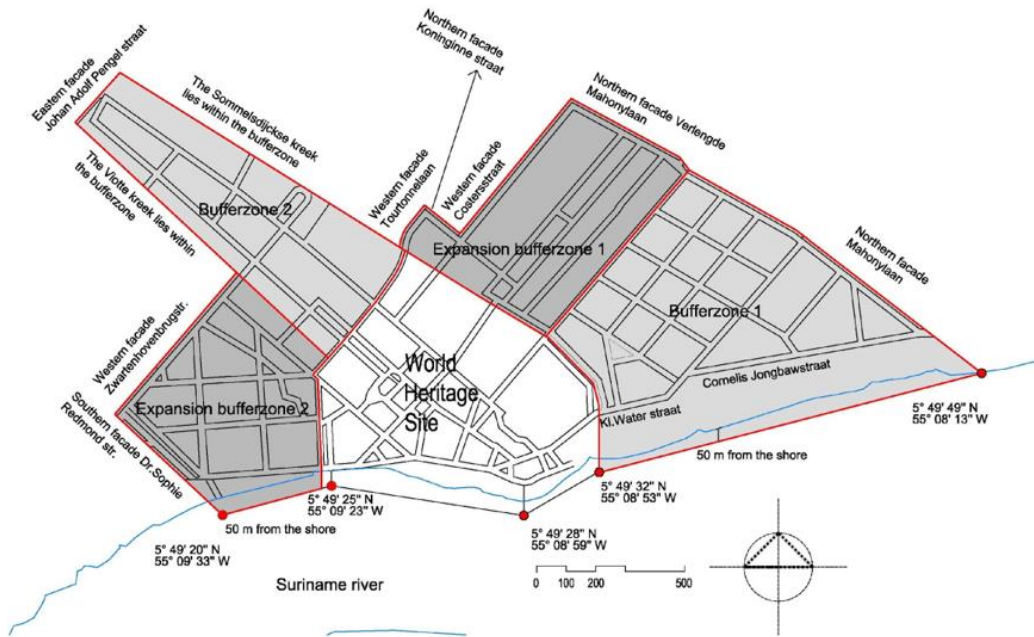 Northern facade
Koninginne straat
Eastern facade
Johan Adolf Pengel straat
The Sommelsdijckse kreek
lies within the bufferzone
Northern facade Verlengde
Mahonylaan
Western facade
Tourtonnelaan
Western facade
Costersstraat
The Viotte kreek lies within
the bufferzone
Bufferzone 2
Expansion bufferzone 1
Northern facade
Mahonylaan
Bufferzone 1
Western facade
Zwartenhovenbrugstr.
World
Heritage
Site
Cornelis Jongbawstraat
Expansion bufferzone 2
Kl.Water straat
Southern facade Dr.Sophie
Redmond str.
5° 49' 49" N
55° 08' 13" W
50 m from the shore
5° 49' 32" N
55° 08' 53" W
5° 49' 25" N
55° 09' 23" W
50 m from the shore
5° 49' 28" N
55° 08' 59" W
5° 49' 20" N
55° 09' 33" W
Suriname river
0 100 200 500